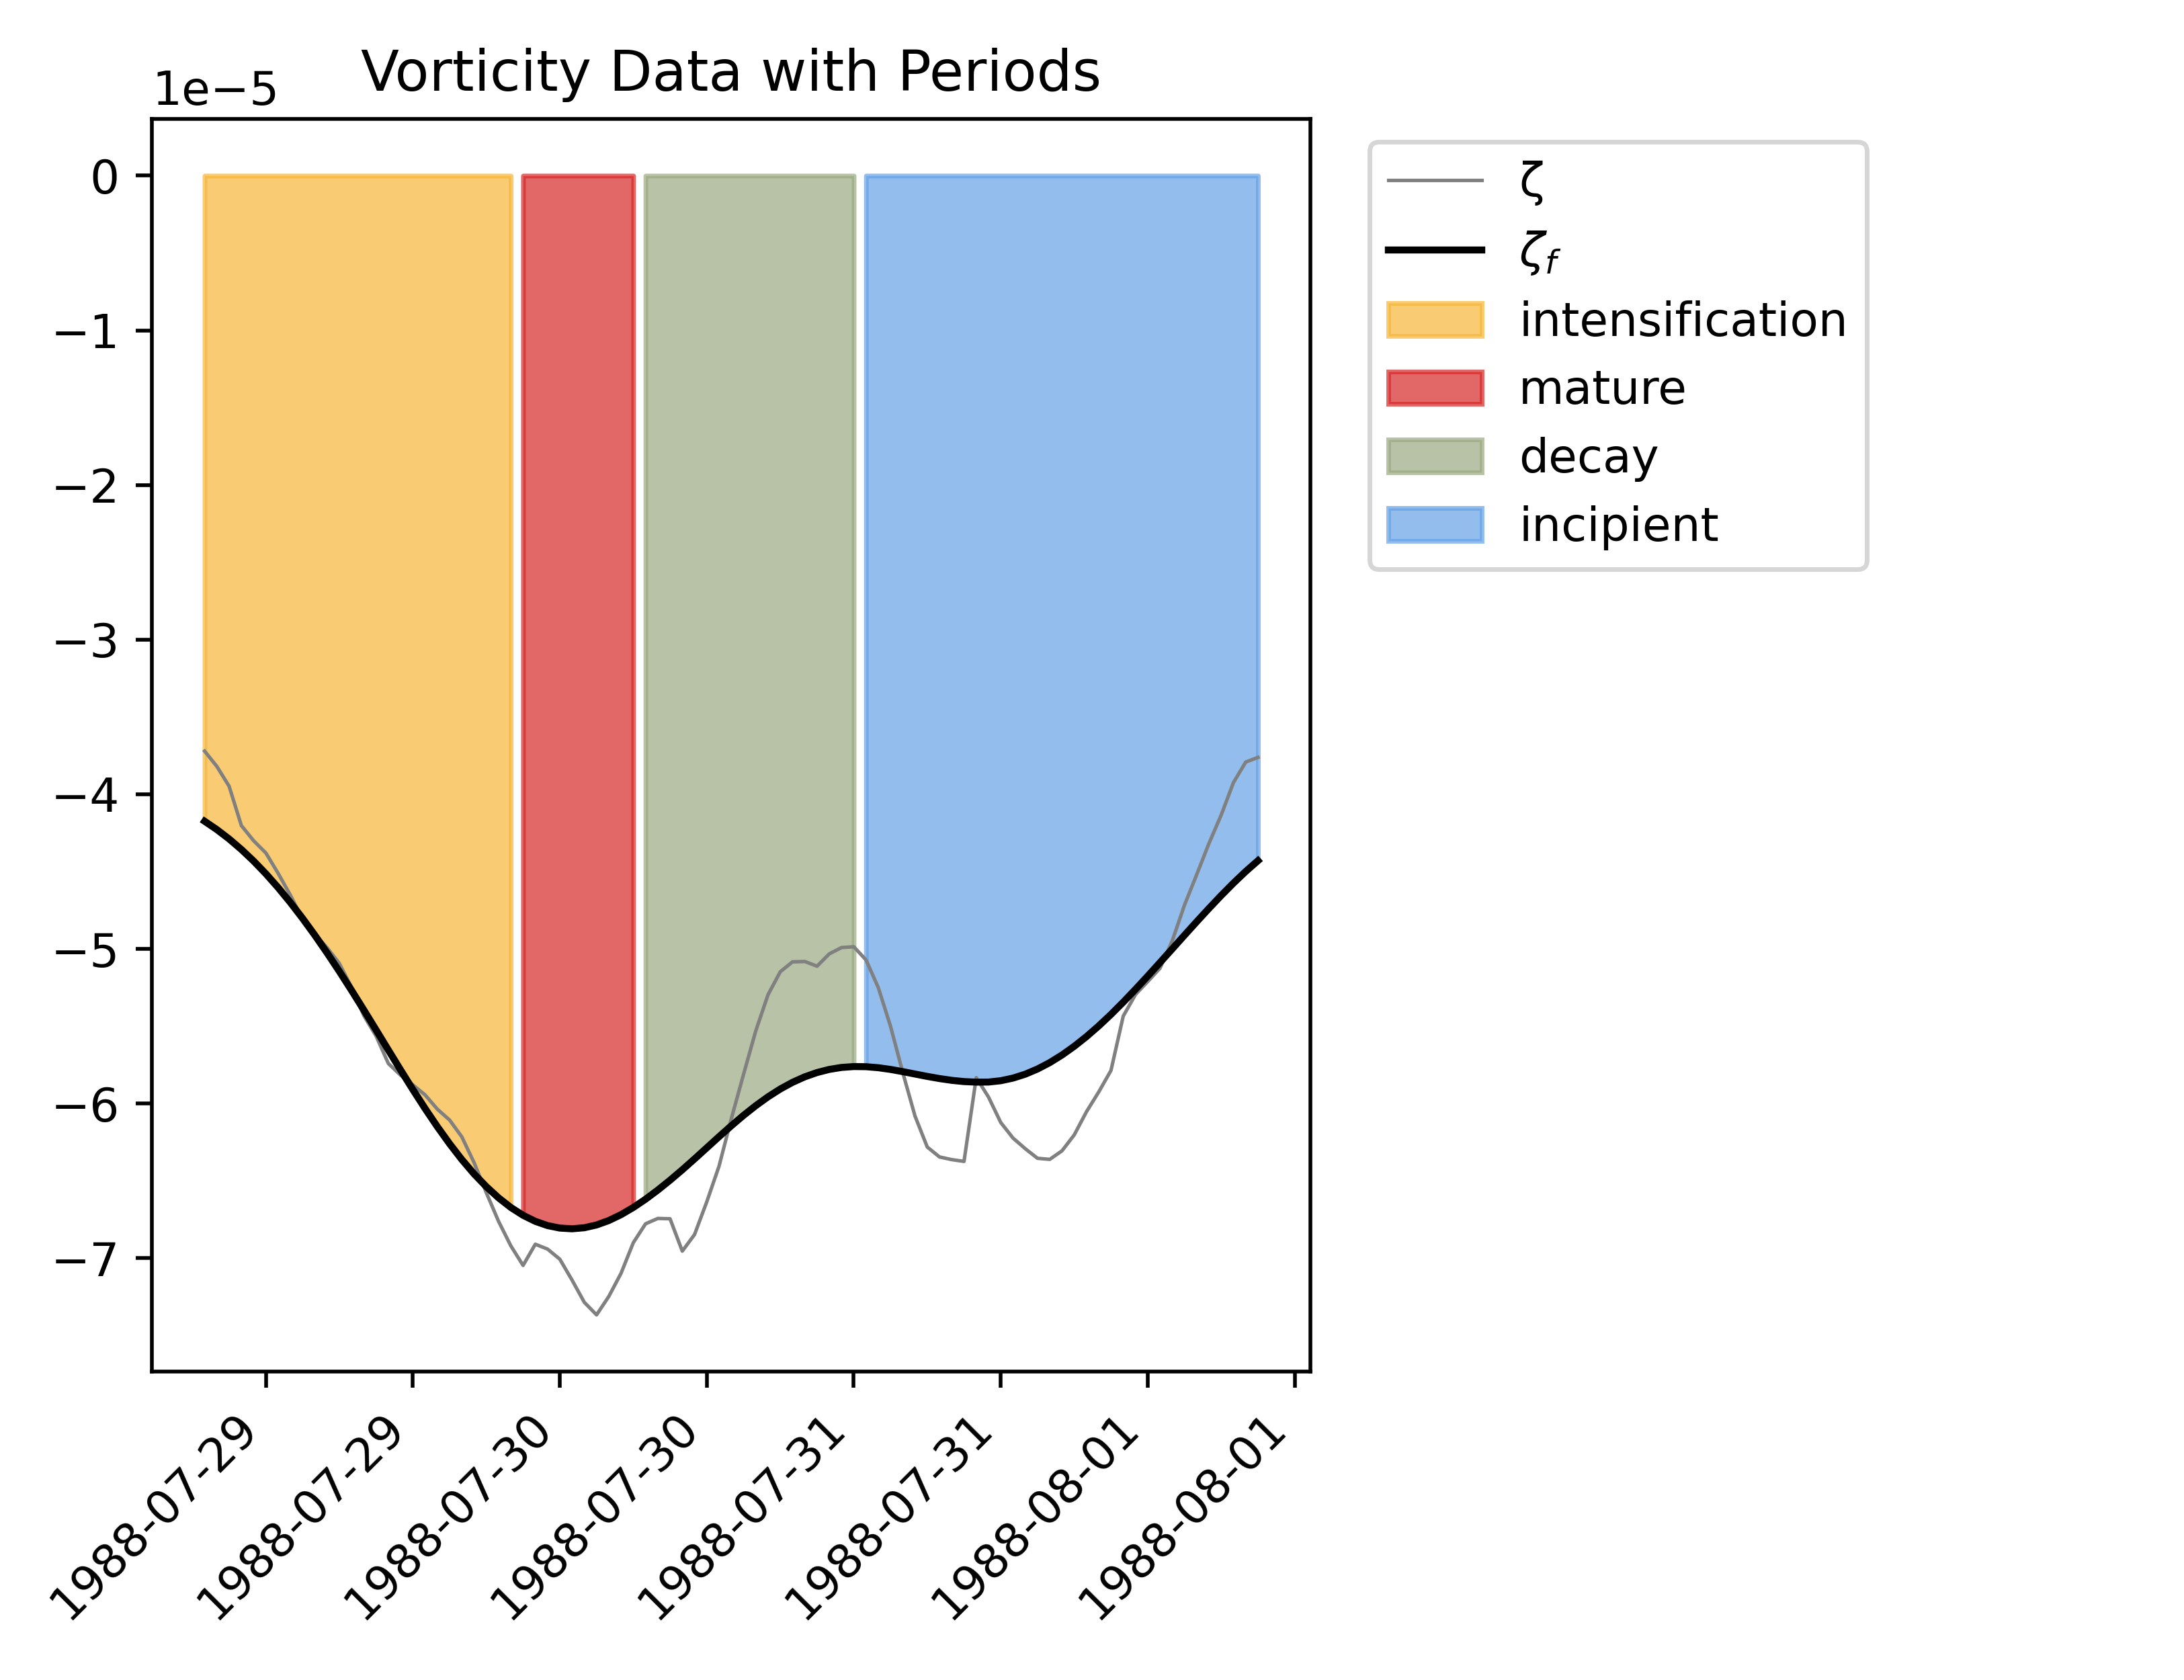 Vorticity Data with Periods
1e−5
0
−1
−2
−3
−4
−5
−6
−7
1988-07-29
1988-07-29
1988-07-30
1988-07-30
1988-07-31
1988-07-31
1988-08-01
1988-08-01
ζ
ζf
intensification
mature
decay
incipient